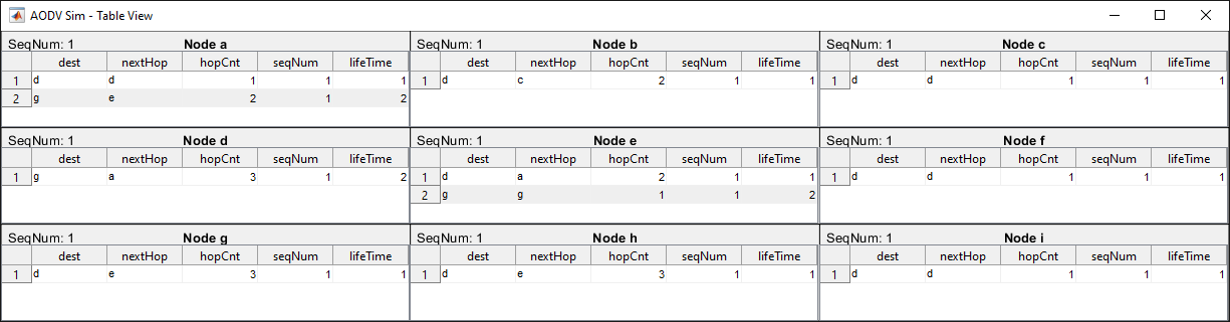 AODV Sim - Table View
SeqNum: 1 Node a
dest nextHop hopCnt seqNum lifeTime
1 d d 1 1 1
2 g e 2 1 2
SeqNum: 1 Node b
dest nextHop hopCnt seqNum lifeTime
1 d c 2 1 1
SeqNum: 1 Node c
dest nextHop hopCnt seqNum lifeTime
1 d d 1 1 1
SeqNum: 1 Node d
dest nextHop hopCnt seqNum lifeTime
1 g a 3 1 2
SeqNum: 1 Node e
dest nextHop hopCnt seqNum lifeTime
1 d a 2 1 1
2 g g 1 1 2
SeqNum: 1 Node f
dest nextHop hopCnt seqNum lifeTime
1 d d 1 1 1
SeqNum: 1 Node g
dest nextHop hopCnt seqNum lifeTime
1 d e 3 1 1
SeqNum: 1 Node h
dest nextHop hopCnt seqNum lifeTime
1 d e 3 1 1
SeqNum: 1 Node i
dest nextHop hopCnt seqNum lifeTime
1 d d 1 1 1